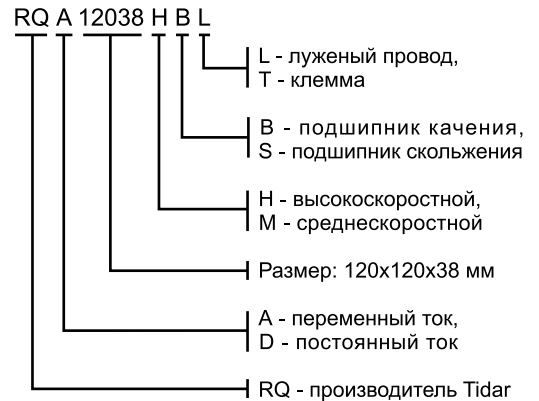 RQ A 12038 H B L
L - луженый провод,
T - клемма
B - подшипник качения,
S - подшипник скольжения
H - высокоскоростной,
M - среднескоростной
Размер: 120x120x38 мм
A - переменный ток,
D - постоянный ток
RQ - производитель Tidar